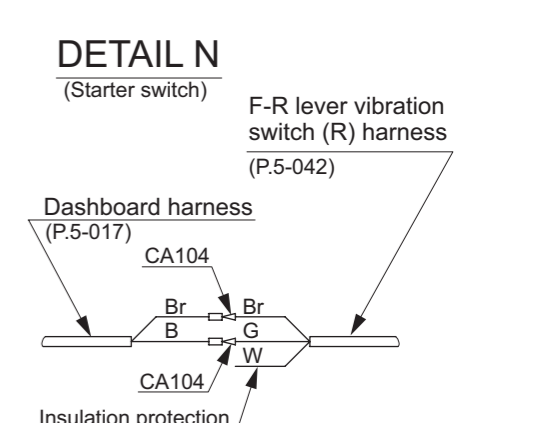 DETAIL N
(Starter switch)
F-R lever vibration
switch (R) harness
(P.5-042)
Dashboard harness
(P.5-017)
CA104
Br Br
B G
W
CA104
Insulation protection